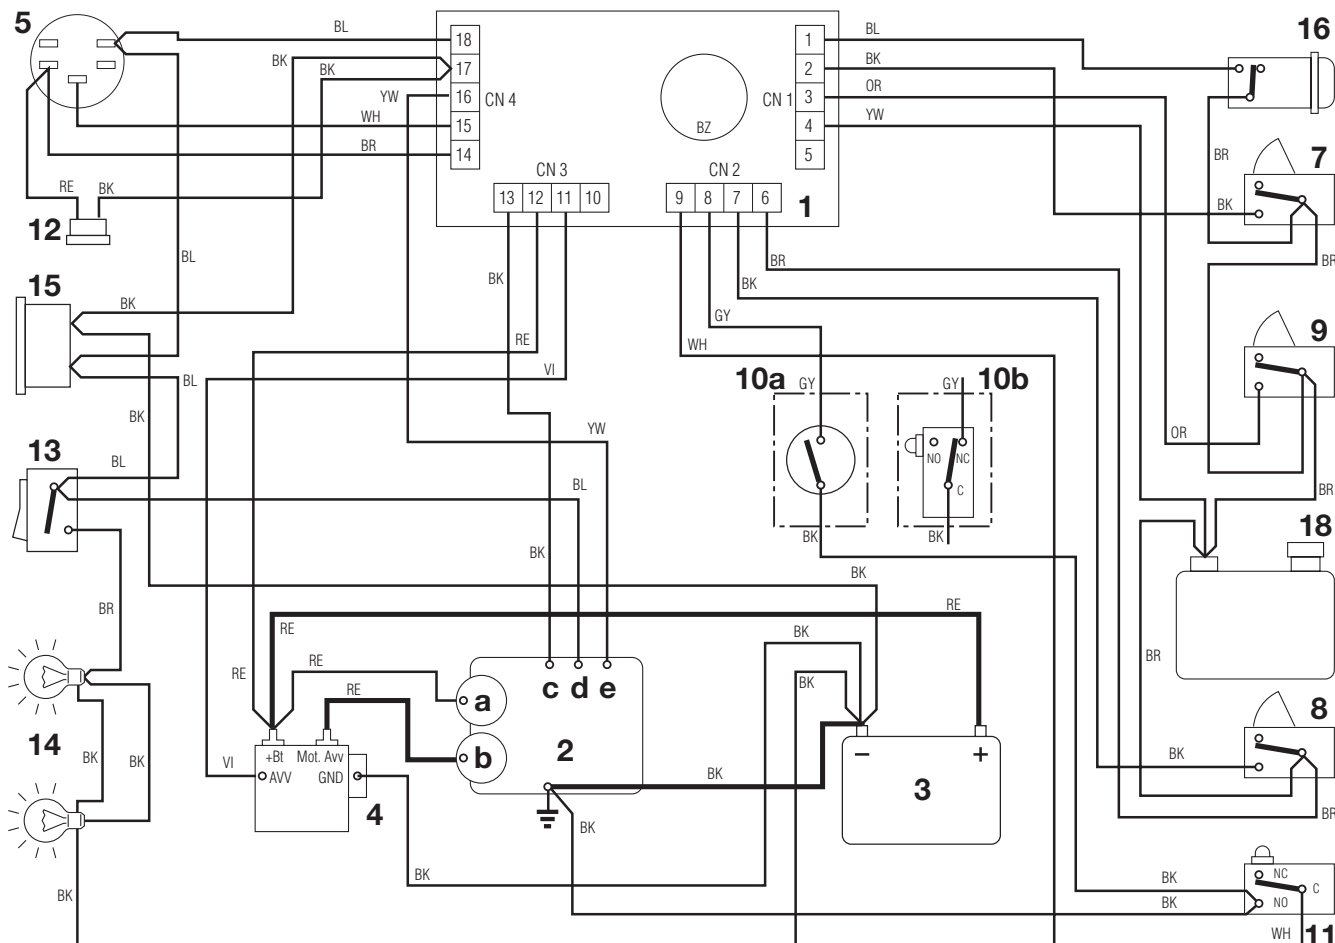 5
BL
18
BK
BK
17
YW
16
CN 4
WH
15
BR
14
BZ
CN 1
1
2
3
4
5
BL
BK
OR
YW
16
BR
7
BK
BR
RE
BK
12
CN 3
13 12 11 10
CN 2
9 8 7 6
1
BL
BK
BR
BK
GY
15
BK
RE
WH
VI
9
BL
10a
GY
GY
10b
BK
YW
OR
13
BL
NO
NC
C
BL
BR
BK
BK
BK
BK
18
BR
RE
BK
RE
BR
RE
RE
RE
BK
c d e
a
b
2
8
14
BK
BK
VI
+Bt
Mot. Avv
AVV
GND
4
BK
–
+
3
BK
BR
BK
BK
BK
BK
NC
C
NO
BK
WH
11